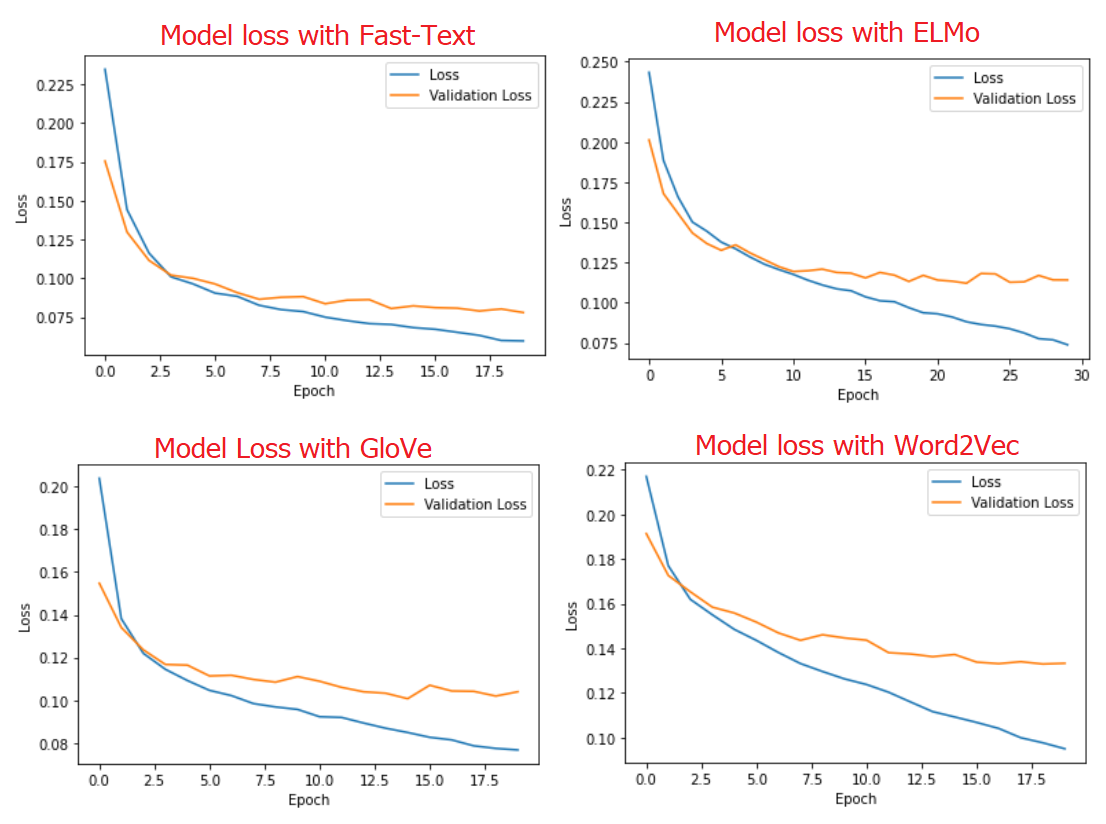 Model loss with Fast-Text
Loss
Validation Loss
0.225
0.200
0.175
0.150
0.125
0.100
0.075
Loss
0.0 2.5 5.0 7.5 10.0 12.5 15.0 17.5
Epoch
Model loss with ELMo
Loss
Validation Loss
0.250
0.225
0.200
0.175
0.150
0.125
0.100
0.075
Loss
0 5 10 15 20 25 30
Epoch
Model Loss with GloVe
Loss
Validation Loss
0.20
0.18
0.16
0.14
0.12
0.10
0.08
Loss
0.0 2.5 5.0 7.5 10.0 12.5 15.0 17.5
Epoch
Model loss with Word2Vec
Loss
Validation Loss
0.22
0.20
0.18
0.16
0.14
0.12
0.10
Loss
0.0 2.5 5.0 7.5 10.0 12.5 15.0 17.5
Epoch